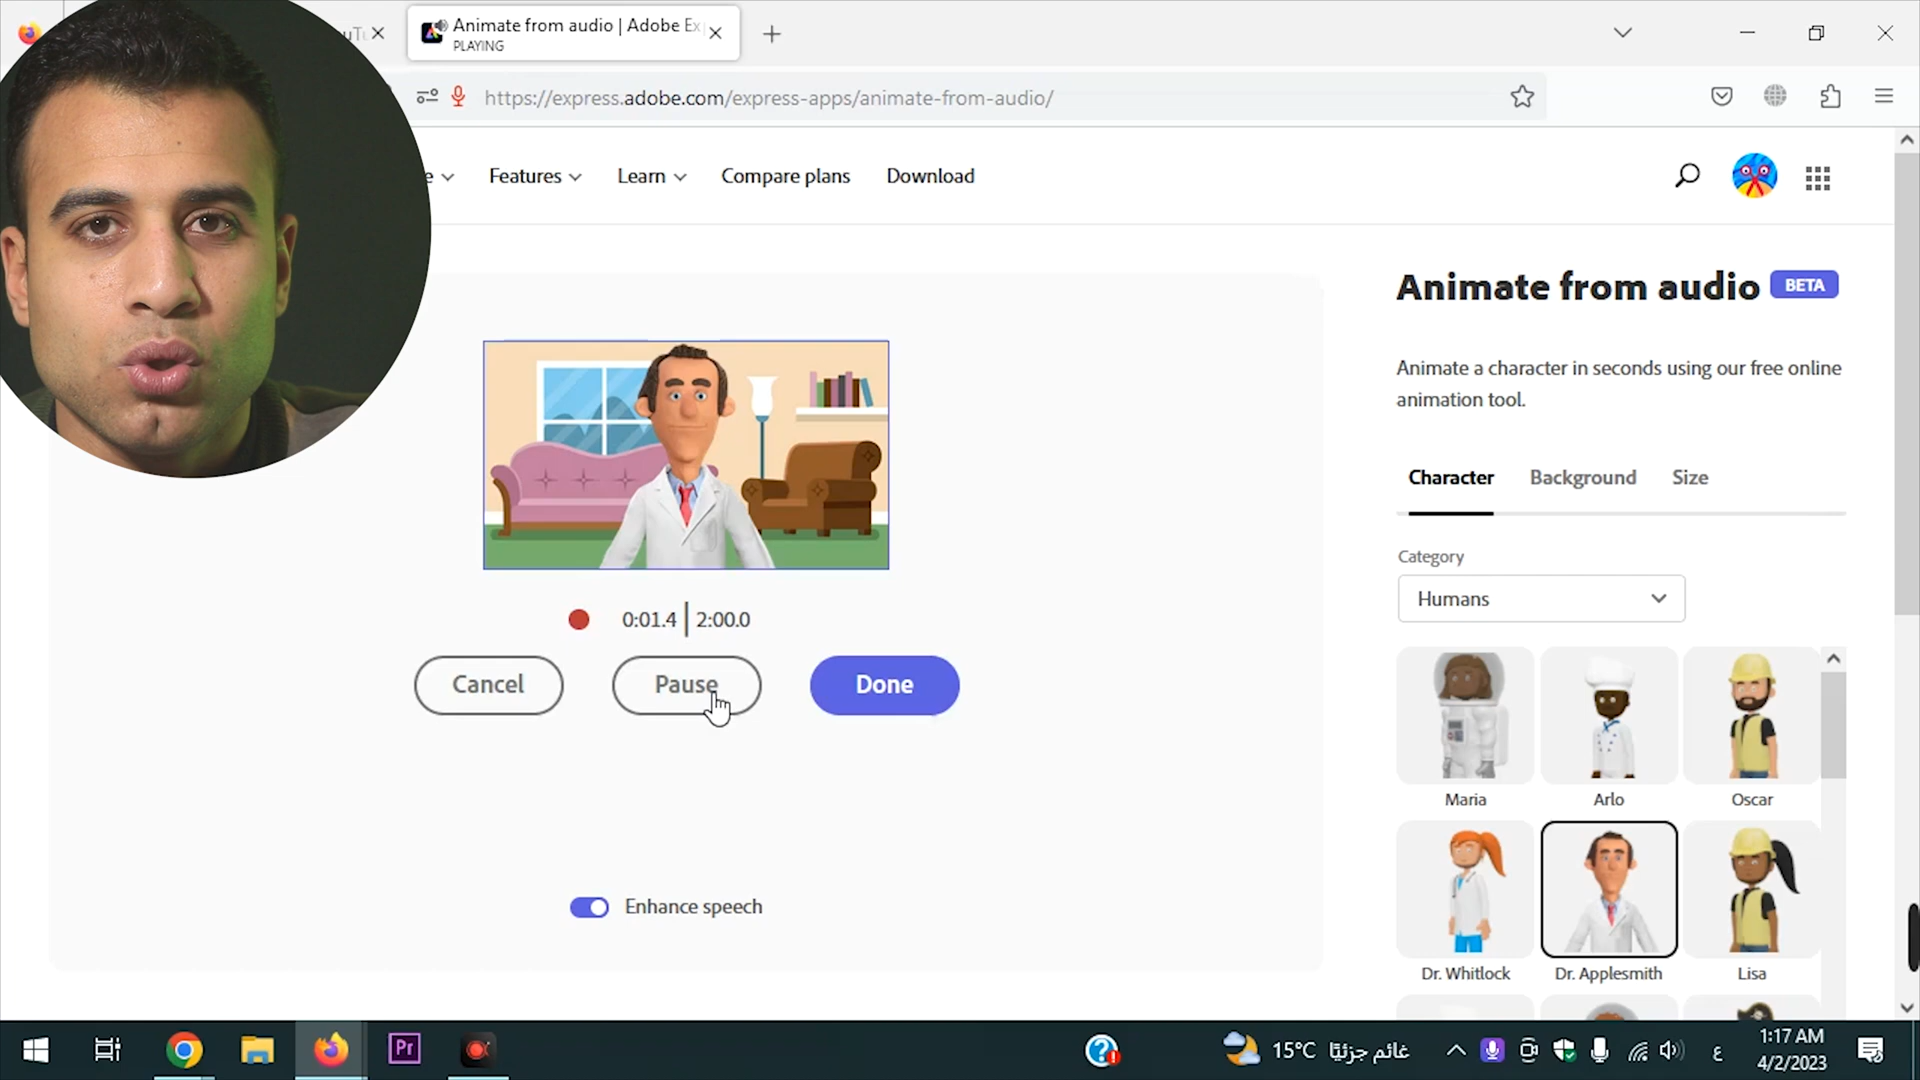 uT
Animate from audio | Adobe Ex
PLAYING
https://express.adobe.com/express-apps/animate-from-audio/
e
Features
Learn
Compare plans
Download
Animate from audio
BETA
Animate a character in seconds using our free online
animation tool.
Character
Background
Size
Category
Humans
0:01.4 | 2:00.0
Cancel
Pause
Done
Maria
Arlo
Oscar
Enhance speech
Dr. Whitlock
Dr. Applesmith
Lisa
Pr
15°C غائم جزئيًا
ع
1:17 AM
4/2/2023